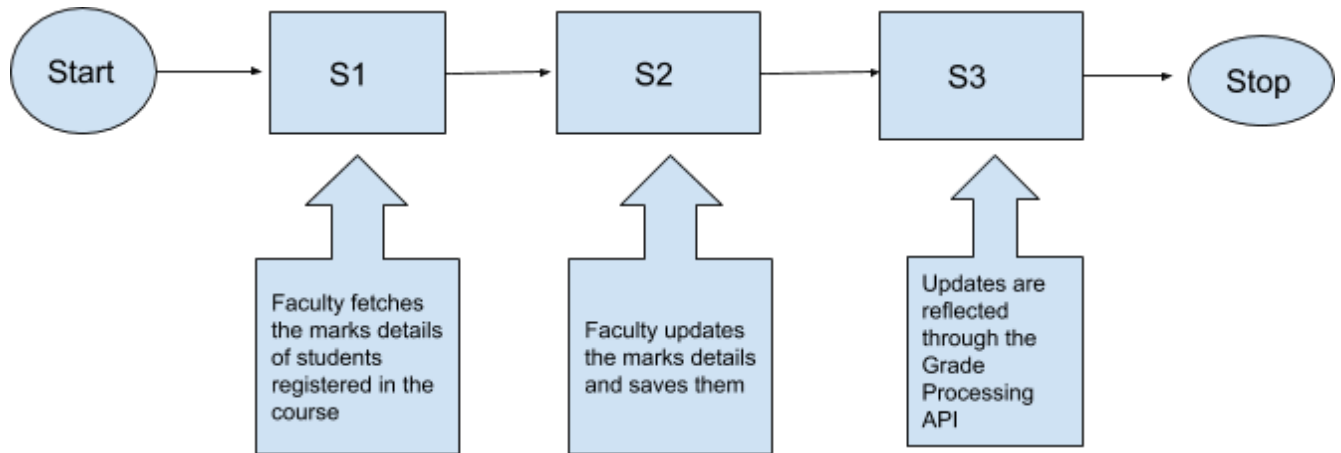 Start
S1
S2
S3
Stop
Faculty fetches
the marks details
of students
registered in the
course
Faculty updates
the marks details
and saves them
Updates are
reflected
through the
Grade
Processing
API